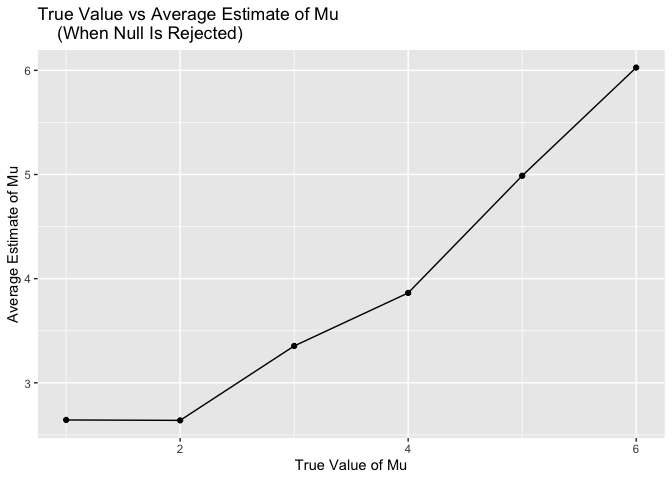 True Value vs Average Estimate of Mu
(When Null Is Rejected)
6
5
4
3
Average Estimate of Mu
2
4
6
True Value of Mu